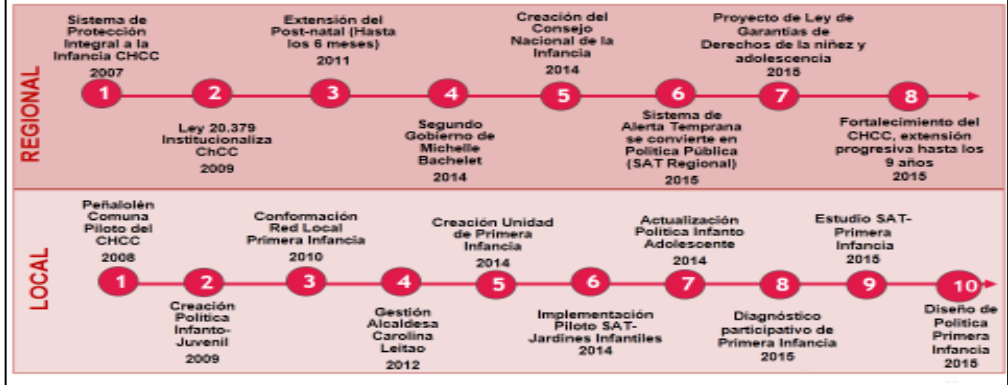 REGIONAL
Sistema de
Protección
Integral a la
Infancia CHCC
2007
1
2
Ley 20.379
Institucionaliza
ChCC
2009
Extensión del
Post-natal (Hasta
los 6 meses)
2011
3
4
Segundo
Gobierno de
Michelle
Bachelet
2014
Creación del
Consejo
Nacional de la
Infancia
2014
5
6
Sistema de
Alerta Temprana
se convierte en
Política Pública
(SAT Regional)
2015
Proyecto de Ley de
Garantías de
Derechos de la niñez y
adolescencia
2015
7
8
Fortalecimiento del
CHCC, extensión
progresiva hasta los
9 años
2015
LOCAL
Peñalolén
Comuna
Piloto del
CHCC
2008
1
2
Creación
Política
Infanto-
Juvenil
2009
Conformación
Red Local
Primera Infancia
2010
3
4
Gestión
Alcaldesa
Carolina
Leitao
2012
Creación Unidad
de Primera
Infancia
2014
5
6
Implementación
Piloto SAT-
Jardines Infantiles
2014
Actualización
Política Infanto
Adolescente
2014
7
8
Diagnóstico
participativo de
Primera Infancia
2015
Estudio SAT-
Primera
Infancia
2015
9
10
Diseño de
Política
Primera
Infancia
2015